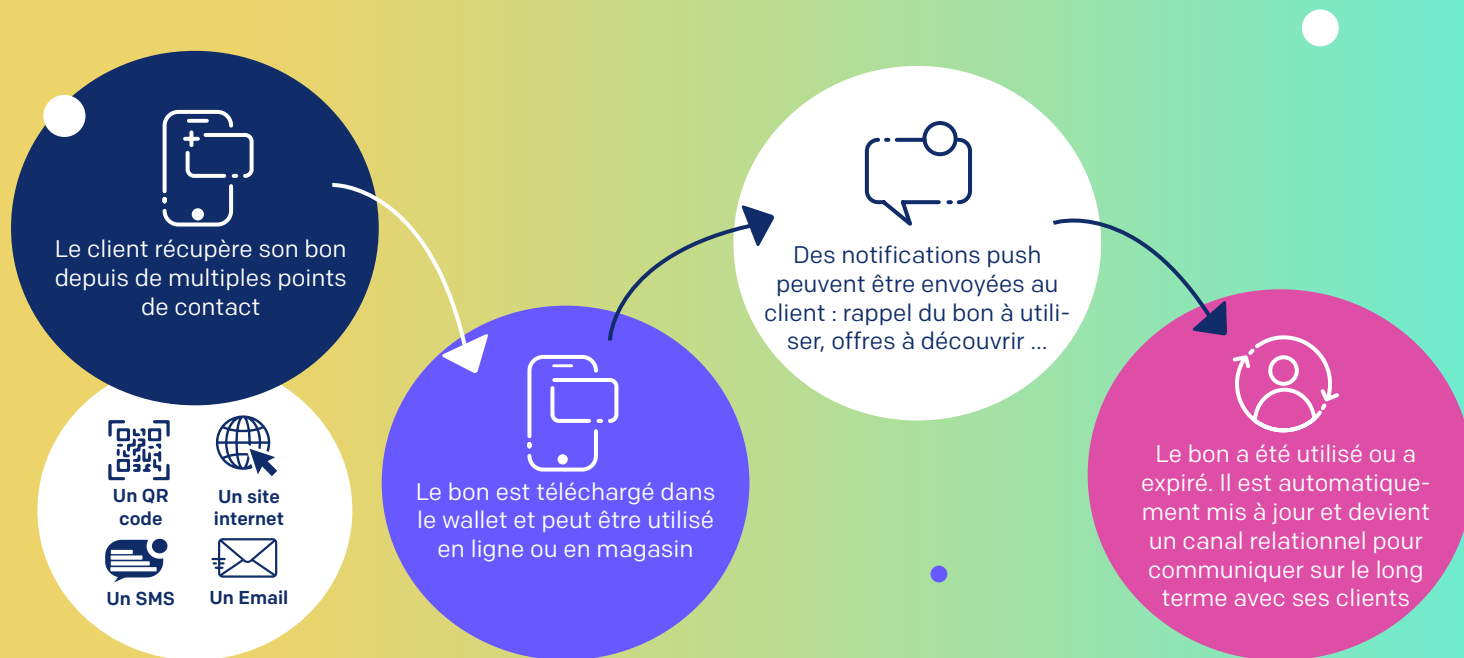 Le client récupère son bon
depuis de multiples points
de contact
Un QR
code
Un site
internet
Un SMS
Un Email
Le bon est téléchargé dans
le wallet et peut être utilisé
en ligne ou en magasin
Des notifications push
peuvent être envoyées au
client : rappel du bon à utili-
ser, offres à découvrir ...
Le bon a été utilisé ou a
expiré. Il est automatique-
ment mis à jour et devient
un canal relationnel pour
communiquer sur le long
terme avec ses clients